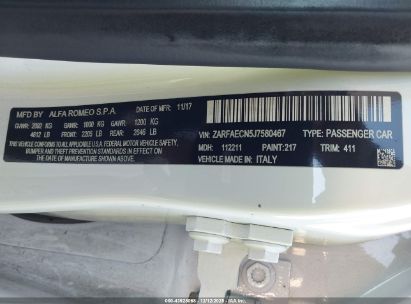 MFD BY ALFA ROMEO S.P.A. DATE OF MFR: 11/17
GVWR: 2092 KG GAWR: 1000 KG GAWR: 1200 KG
4612 LB FRONT: 2205 LB REAR: 2646 LB
THIS VEHICLE CONFORMS TO ALL APPLICABLE U.S.A. FEDERAL MOTOR VEHICLE SAFETY,
BUMPER, AND THEFT PREVENTION STANDARDS IN EFFECT ON THE DATE OF
MANUFACTURE SHOWN ABOVE.
VIN: ZARFAECN5J7580467 TYPE: PASSENGER CAR
MDH: 112211 PAINT: 217 TRIM: 411
VEHICLE MADE IN: ITALY